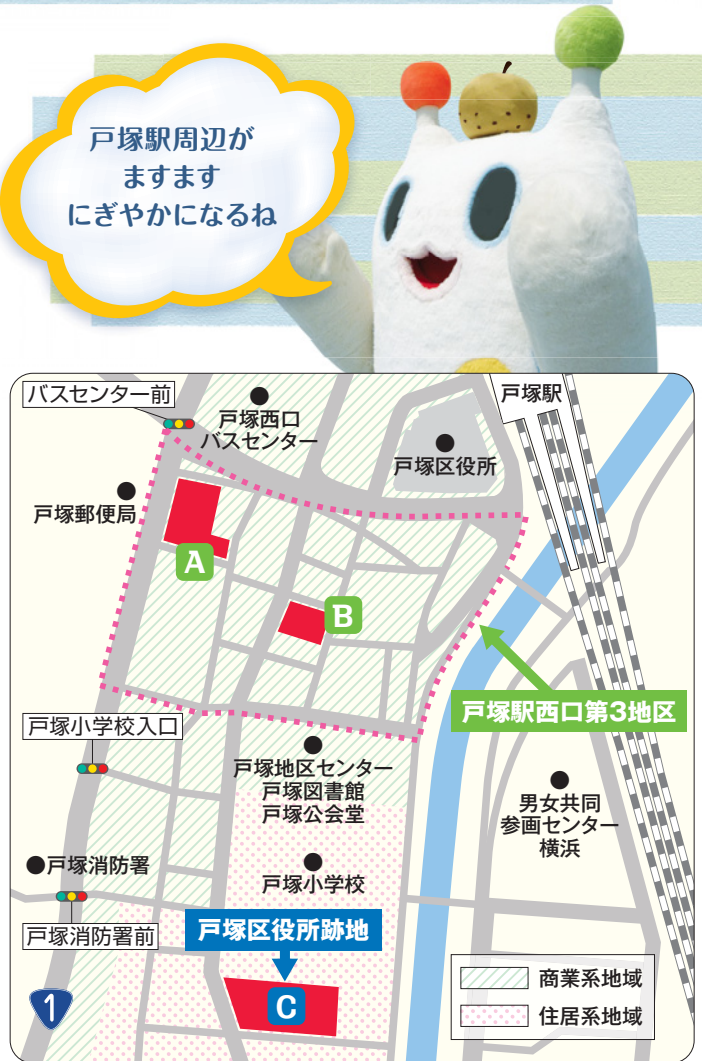 戸塚駅周辺が
ますます
にぎやかになるね
バスセンター前
戸塚西口
バスセンター
戸塚駅
戸塚区役所
戸塚郵便局
A
B
戸塚駅西口第3地区
戸塚小学校入口
戸塚地区センター
戸塚図書館
戸塚公会堂
男女共同
参画センター
横浜
戸塚消防署
戸塚小学校
戸塚消防署前
戸塚区役所跡地
C
1
商業系地域
住居系地域